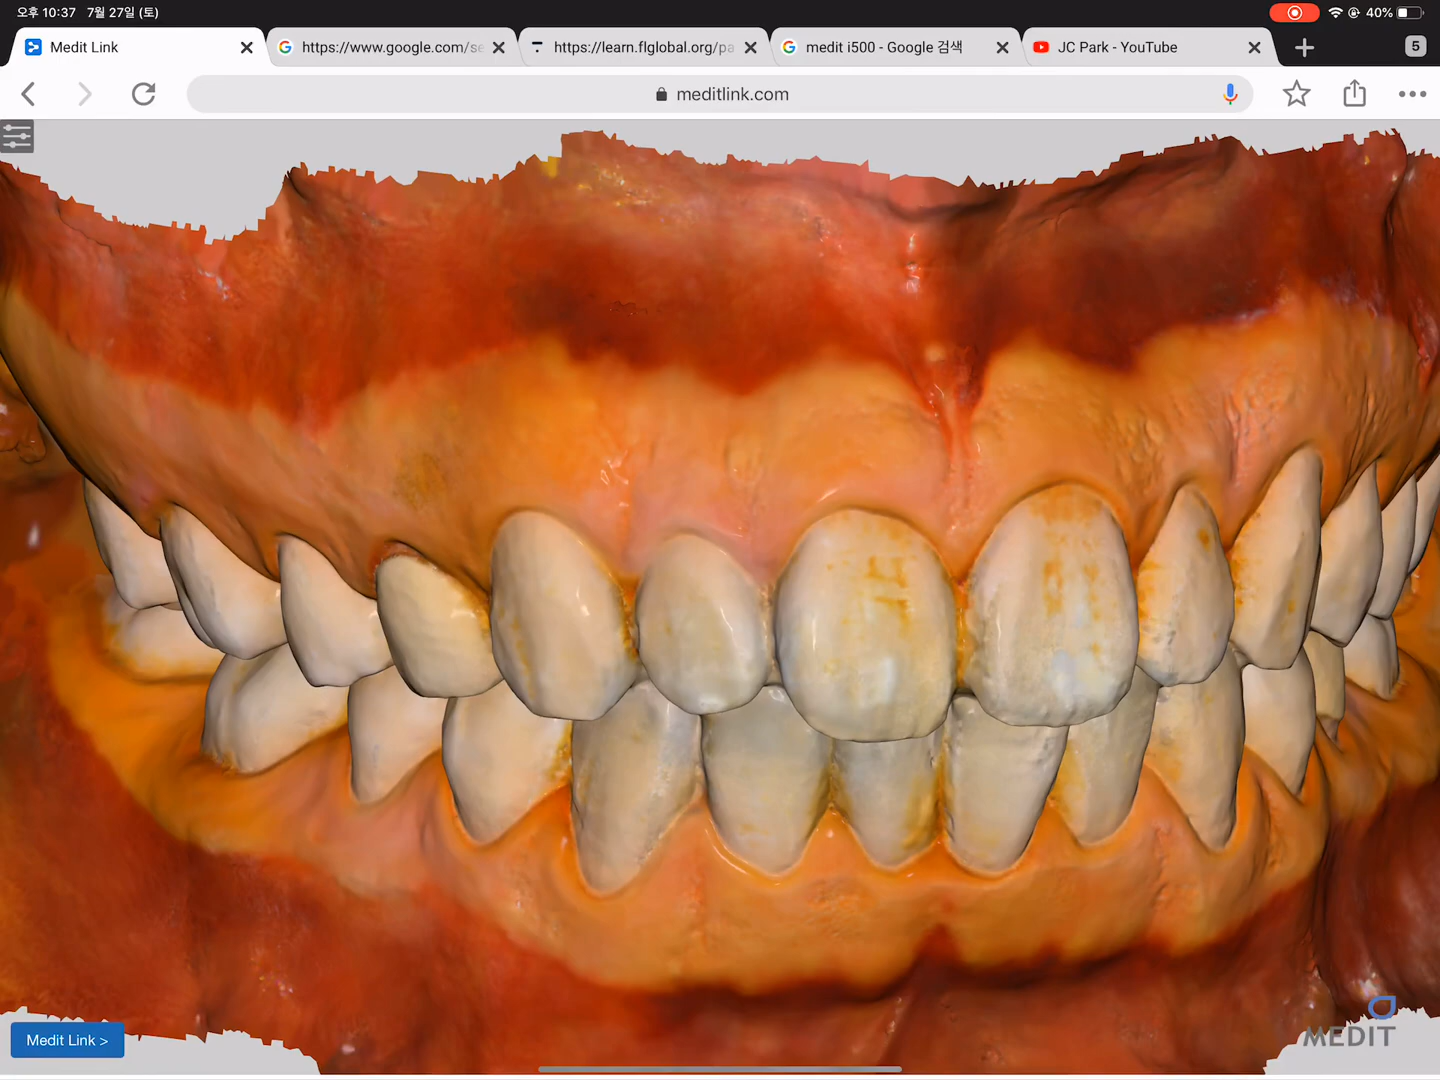 오후 10:37 7월 27일 (토)
40%
Medit Link
https://www.google.com/se
https://learn.flglobal.org/pa
medit i500 - Google 검색
JC Park - YouTube
5
meditlink.com
Medit Link >
MEDIT